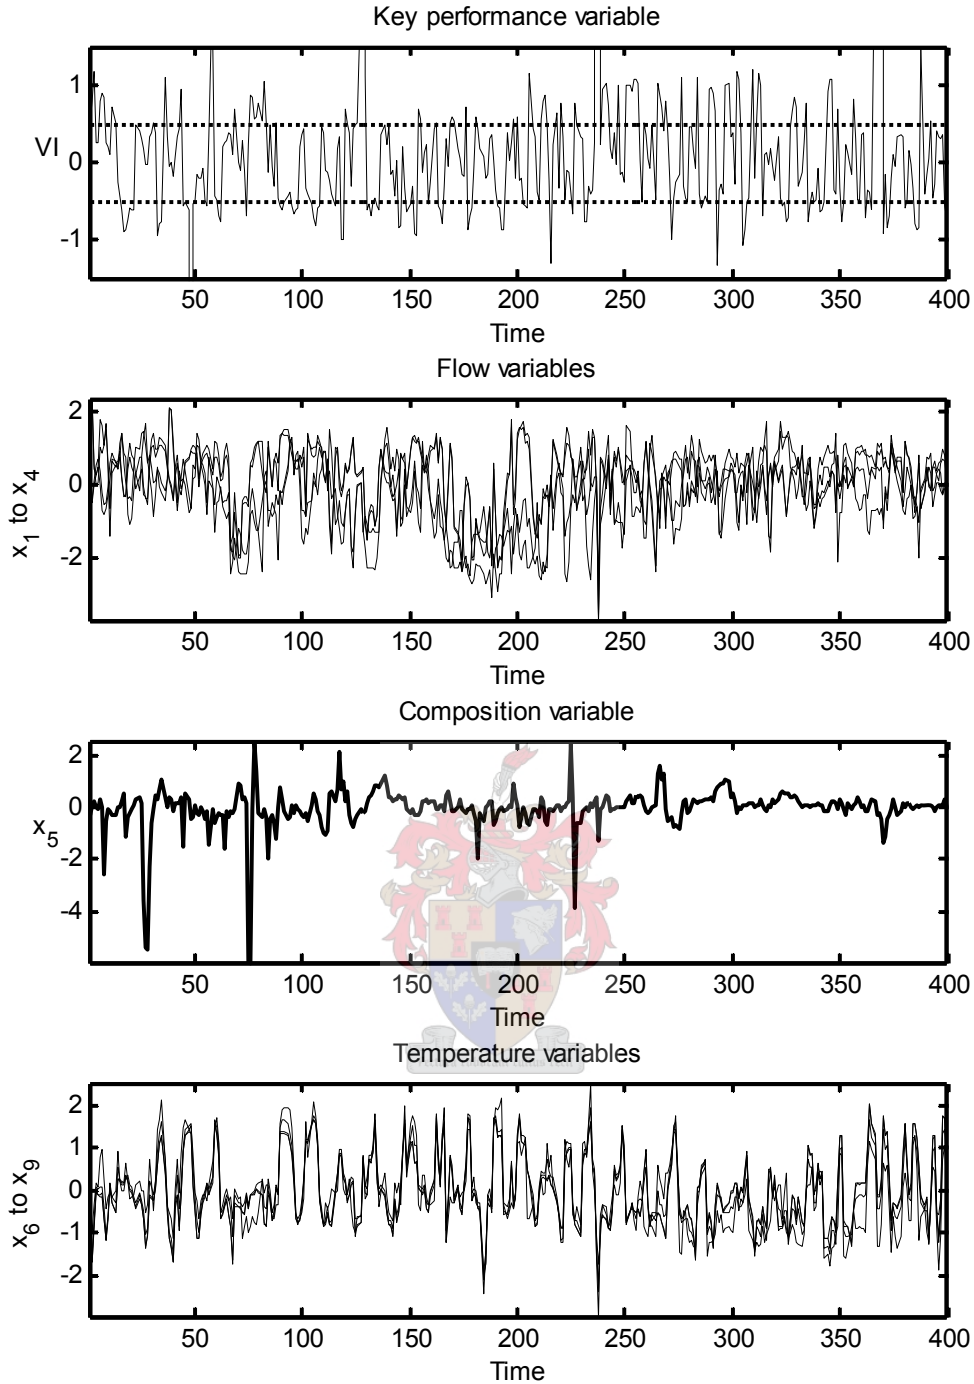 Key performance variable
VI
1
0
-1
50 100 150 200 250 300 350 400
Time
Flow variables
x1 to x4
2
0
-2
50 100 150 200 250 300 350 400
Time
Composition variable
x5
2
0
-2
-4
50 100 150 200 250 300 350 400
Time
Temperature variables
x6 to x9
2
1
0
-1
-2
50 100 150 200 250 300 350 400
Time